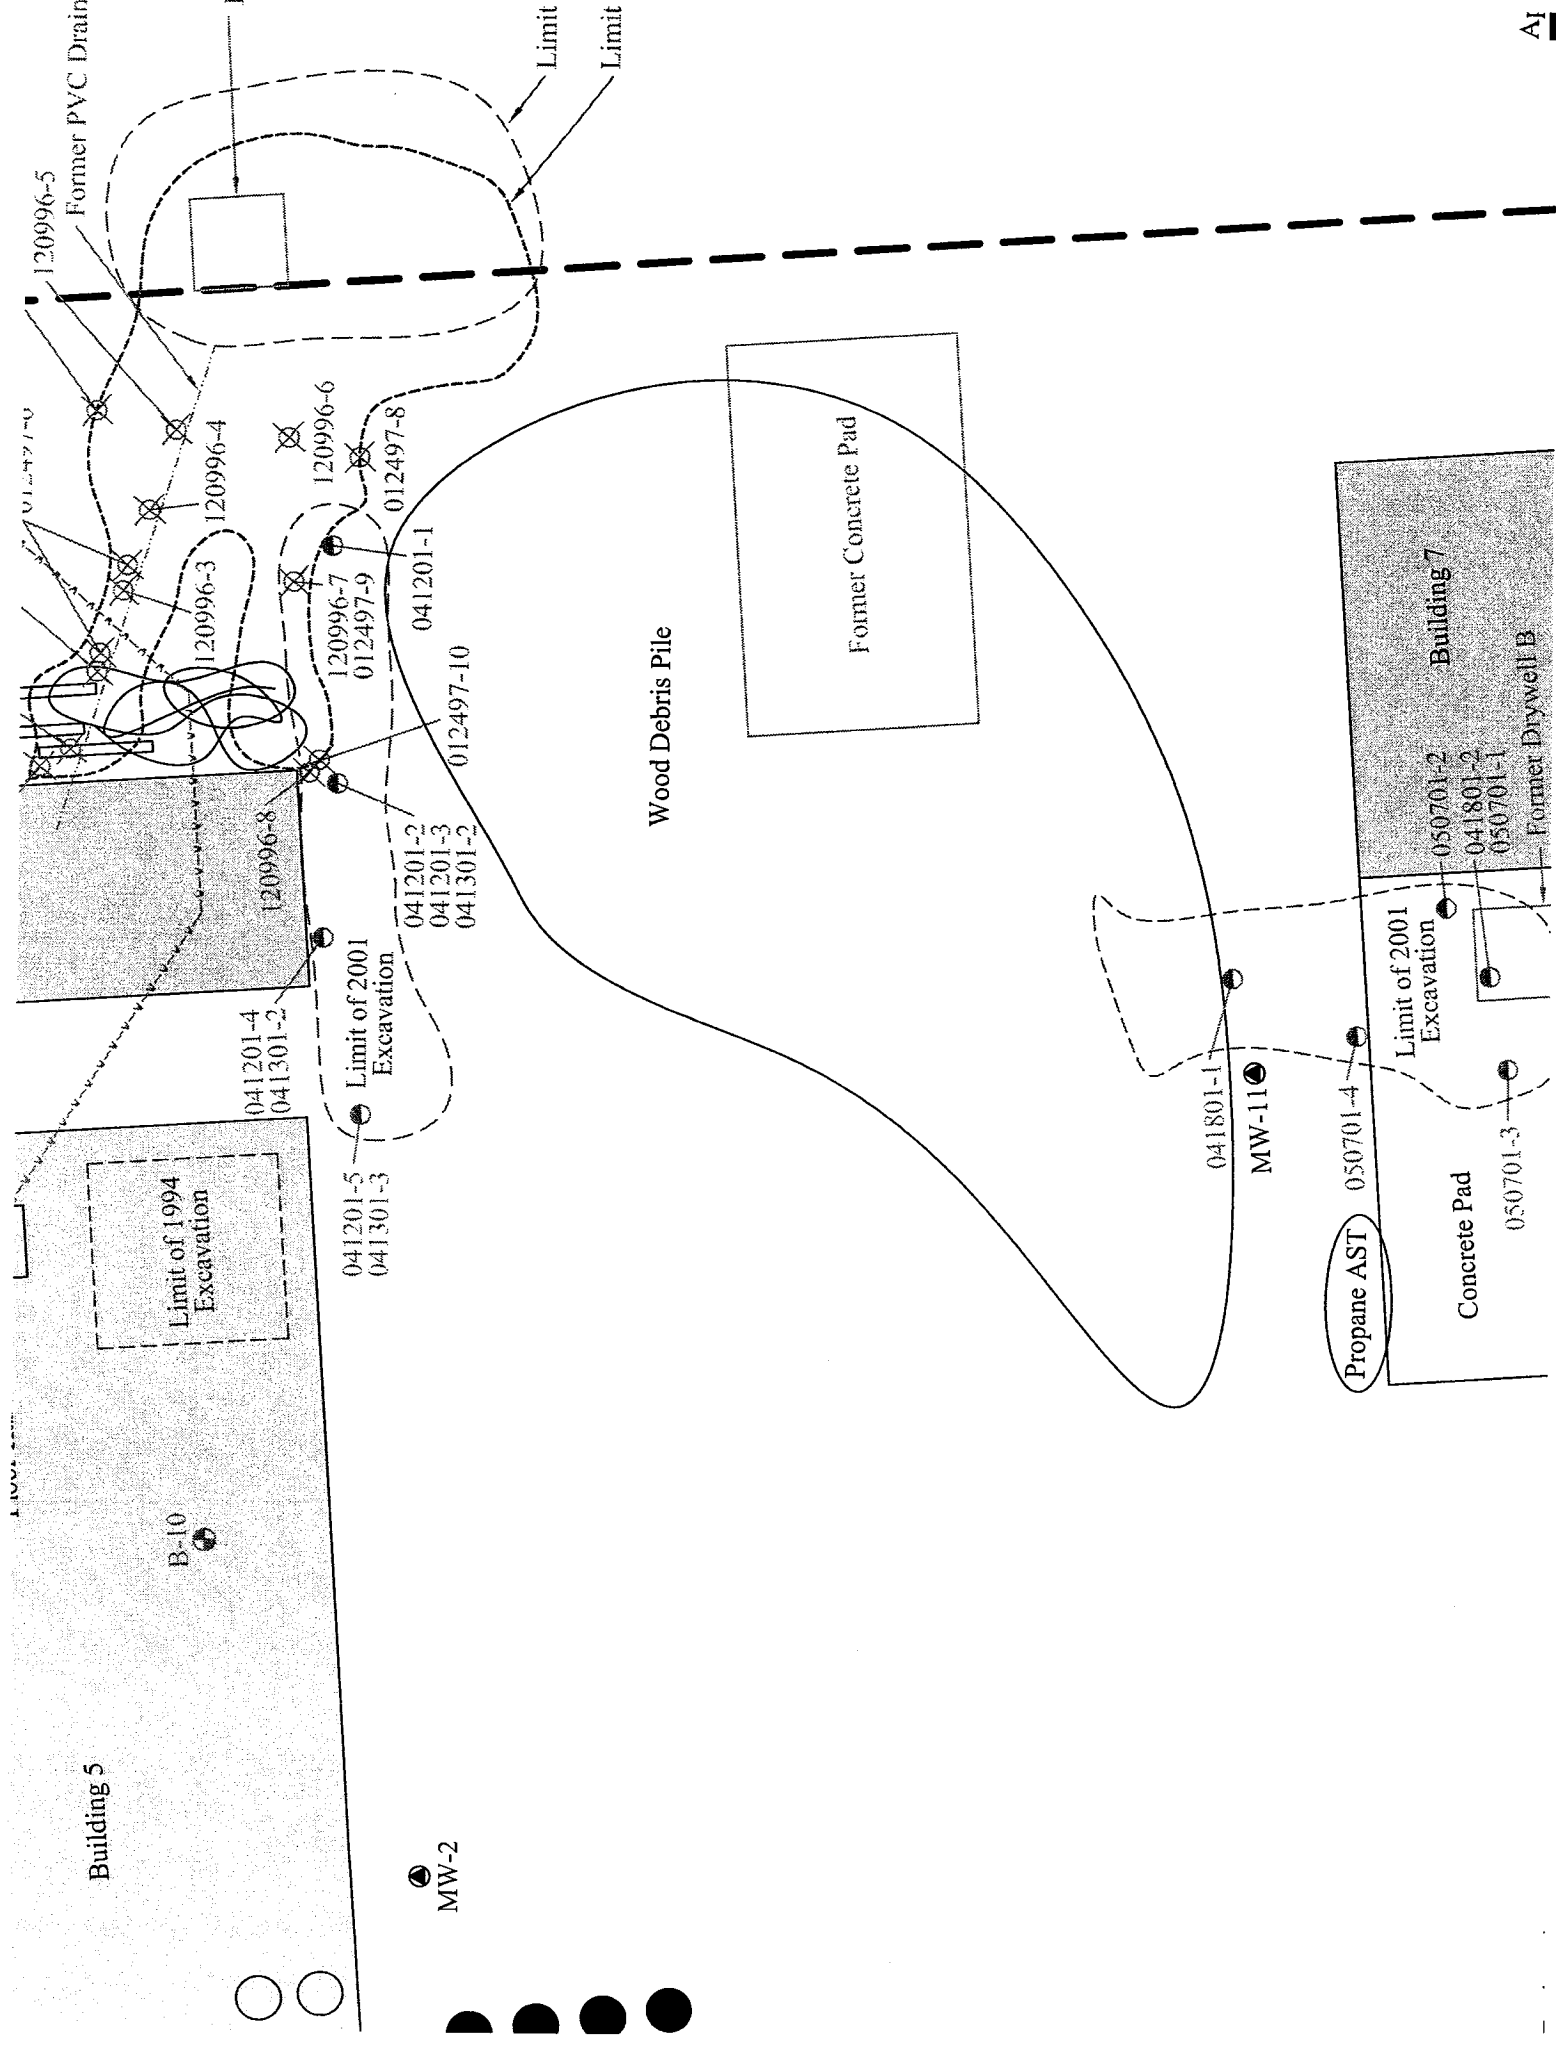 Former PVC Drain
120996-5
Limit
Limit
120996-4
120996-6
012497-8
120996-3
120996-7
012497-9
041201-1
012497-10
120996-8
041201-2
041201-3
041301-2
Limit of 2001
Excavation
041201-4
041301-2
041201-5
041301-3
Limit of 1994
Excavation
B-10
Building 5
MW-2
Wood Debris Pile
Former Concrete Pad
Building 7
Former Drywell B
050701-2
041801-2
050701-1
Limit of 2001
Excavation
041801-1
MW-11
050701-4
050701-3
Propane AST
Concrete Pad